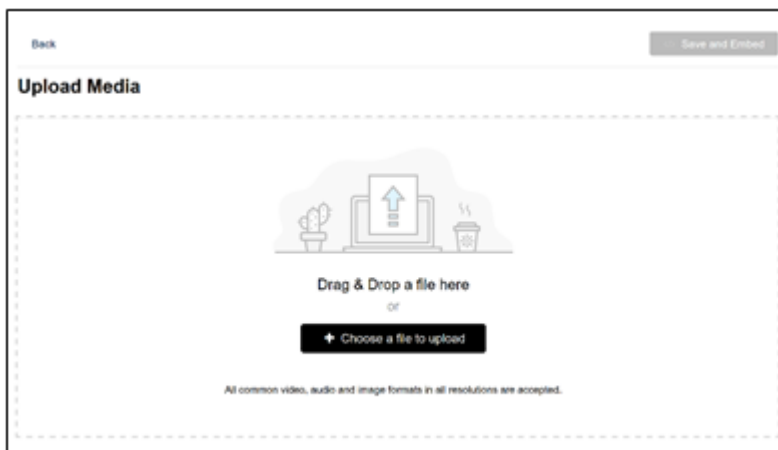 Back
Save and Embed
Upload Media
Drag & Drop a file here
or
+ Choose a file to upload
All common video, audio and image formats in all resolutions are accepted.